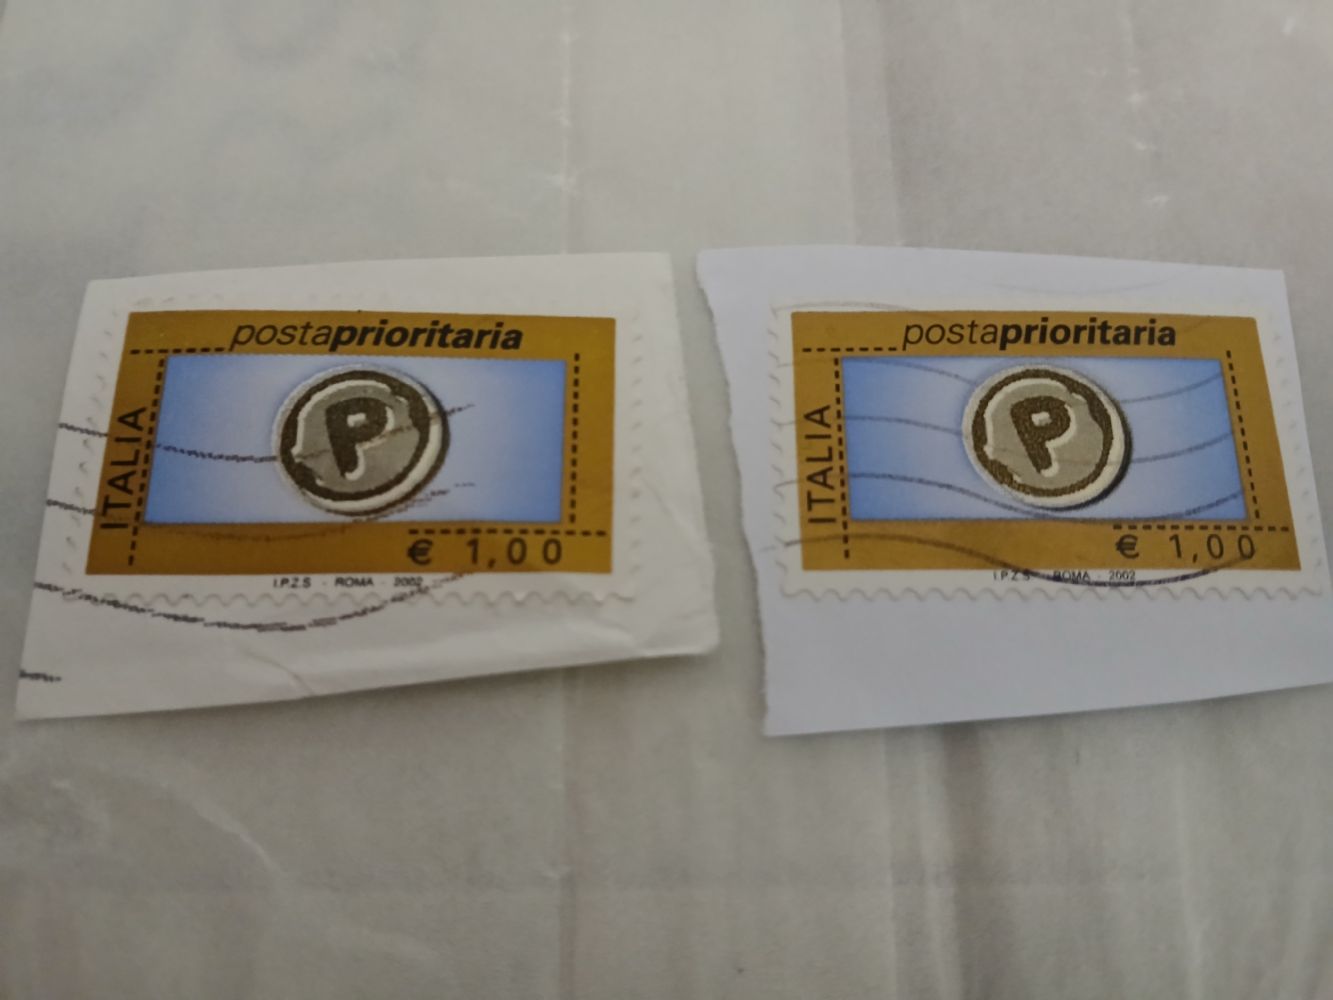 postaprioritaria
ITALIA
P
€ 1,00
I.P.Z.S - ROMA - 2002
postaprioritaria
ITALIA
P
€ 1,00
I.P.Z.S - ROMA - 2002